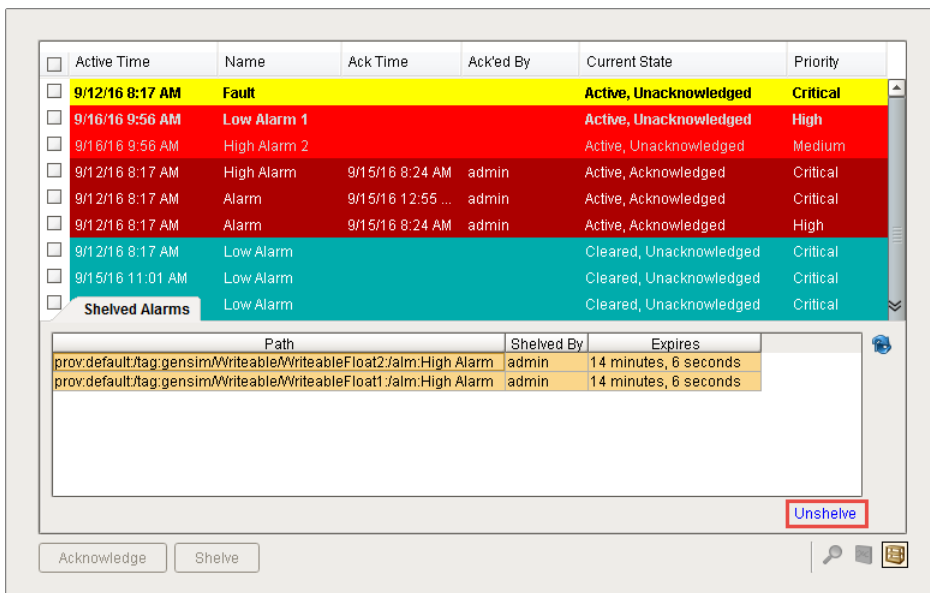 Active Time Name Ack Time Ack'ed By Current State Priority
9/12/16 8:17 AM Fault Active, Unacknowledged Critical
9/16/16 9:56 AM Low Alarm 1 Active, Unacknowledged High
9/16/16 9:56 AM High Alarm 2 Active, Unacknowledged Medium
9/12/16 8:17 AM High Alarm 9/15/16 8:24 AM admin Active, Acknowledged Critical
9/12/16 8:17 AM Alarm 9/15/16 12:55 ... admin Active, Acknowledged Critical
9/12/16 8:17 AM Alarm 9/15/16 8:24 AM admin Active, Acknowledged High
9/12/16 8:17 AM Low Alarm Cleared, Unacknowledged Critical
9/15/16 11:01 AM Low Alarm Cleared, Unacknowledged Critical
Shelved Alarms Low Alarm Cleared, Unacknowledged Critical
Path Shelved By Expires
prov:default:/tag:gensim/Writeable/WriteableFloat2:/alm:High Alarm admin 14 minutes, 6 seconds
prov:default:/tag:gensim/Writeable/WriteableFloat1:/alm:High Alarm admin 14 minutes, 6 seconds
Unshelve
Acknowledge Shelve